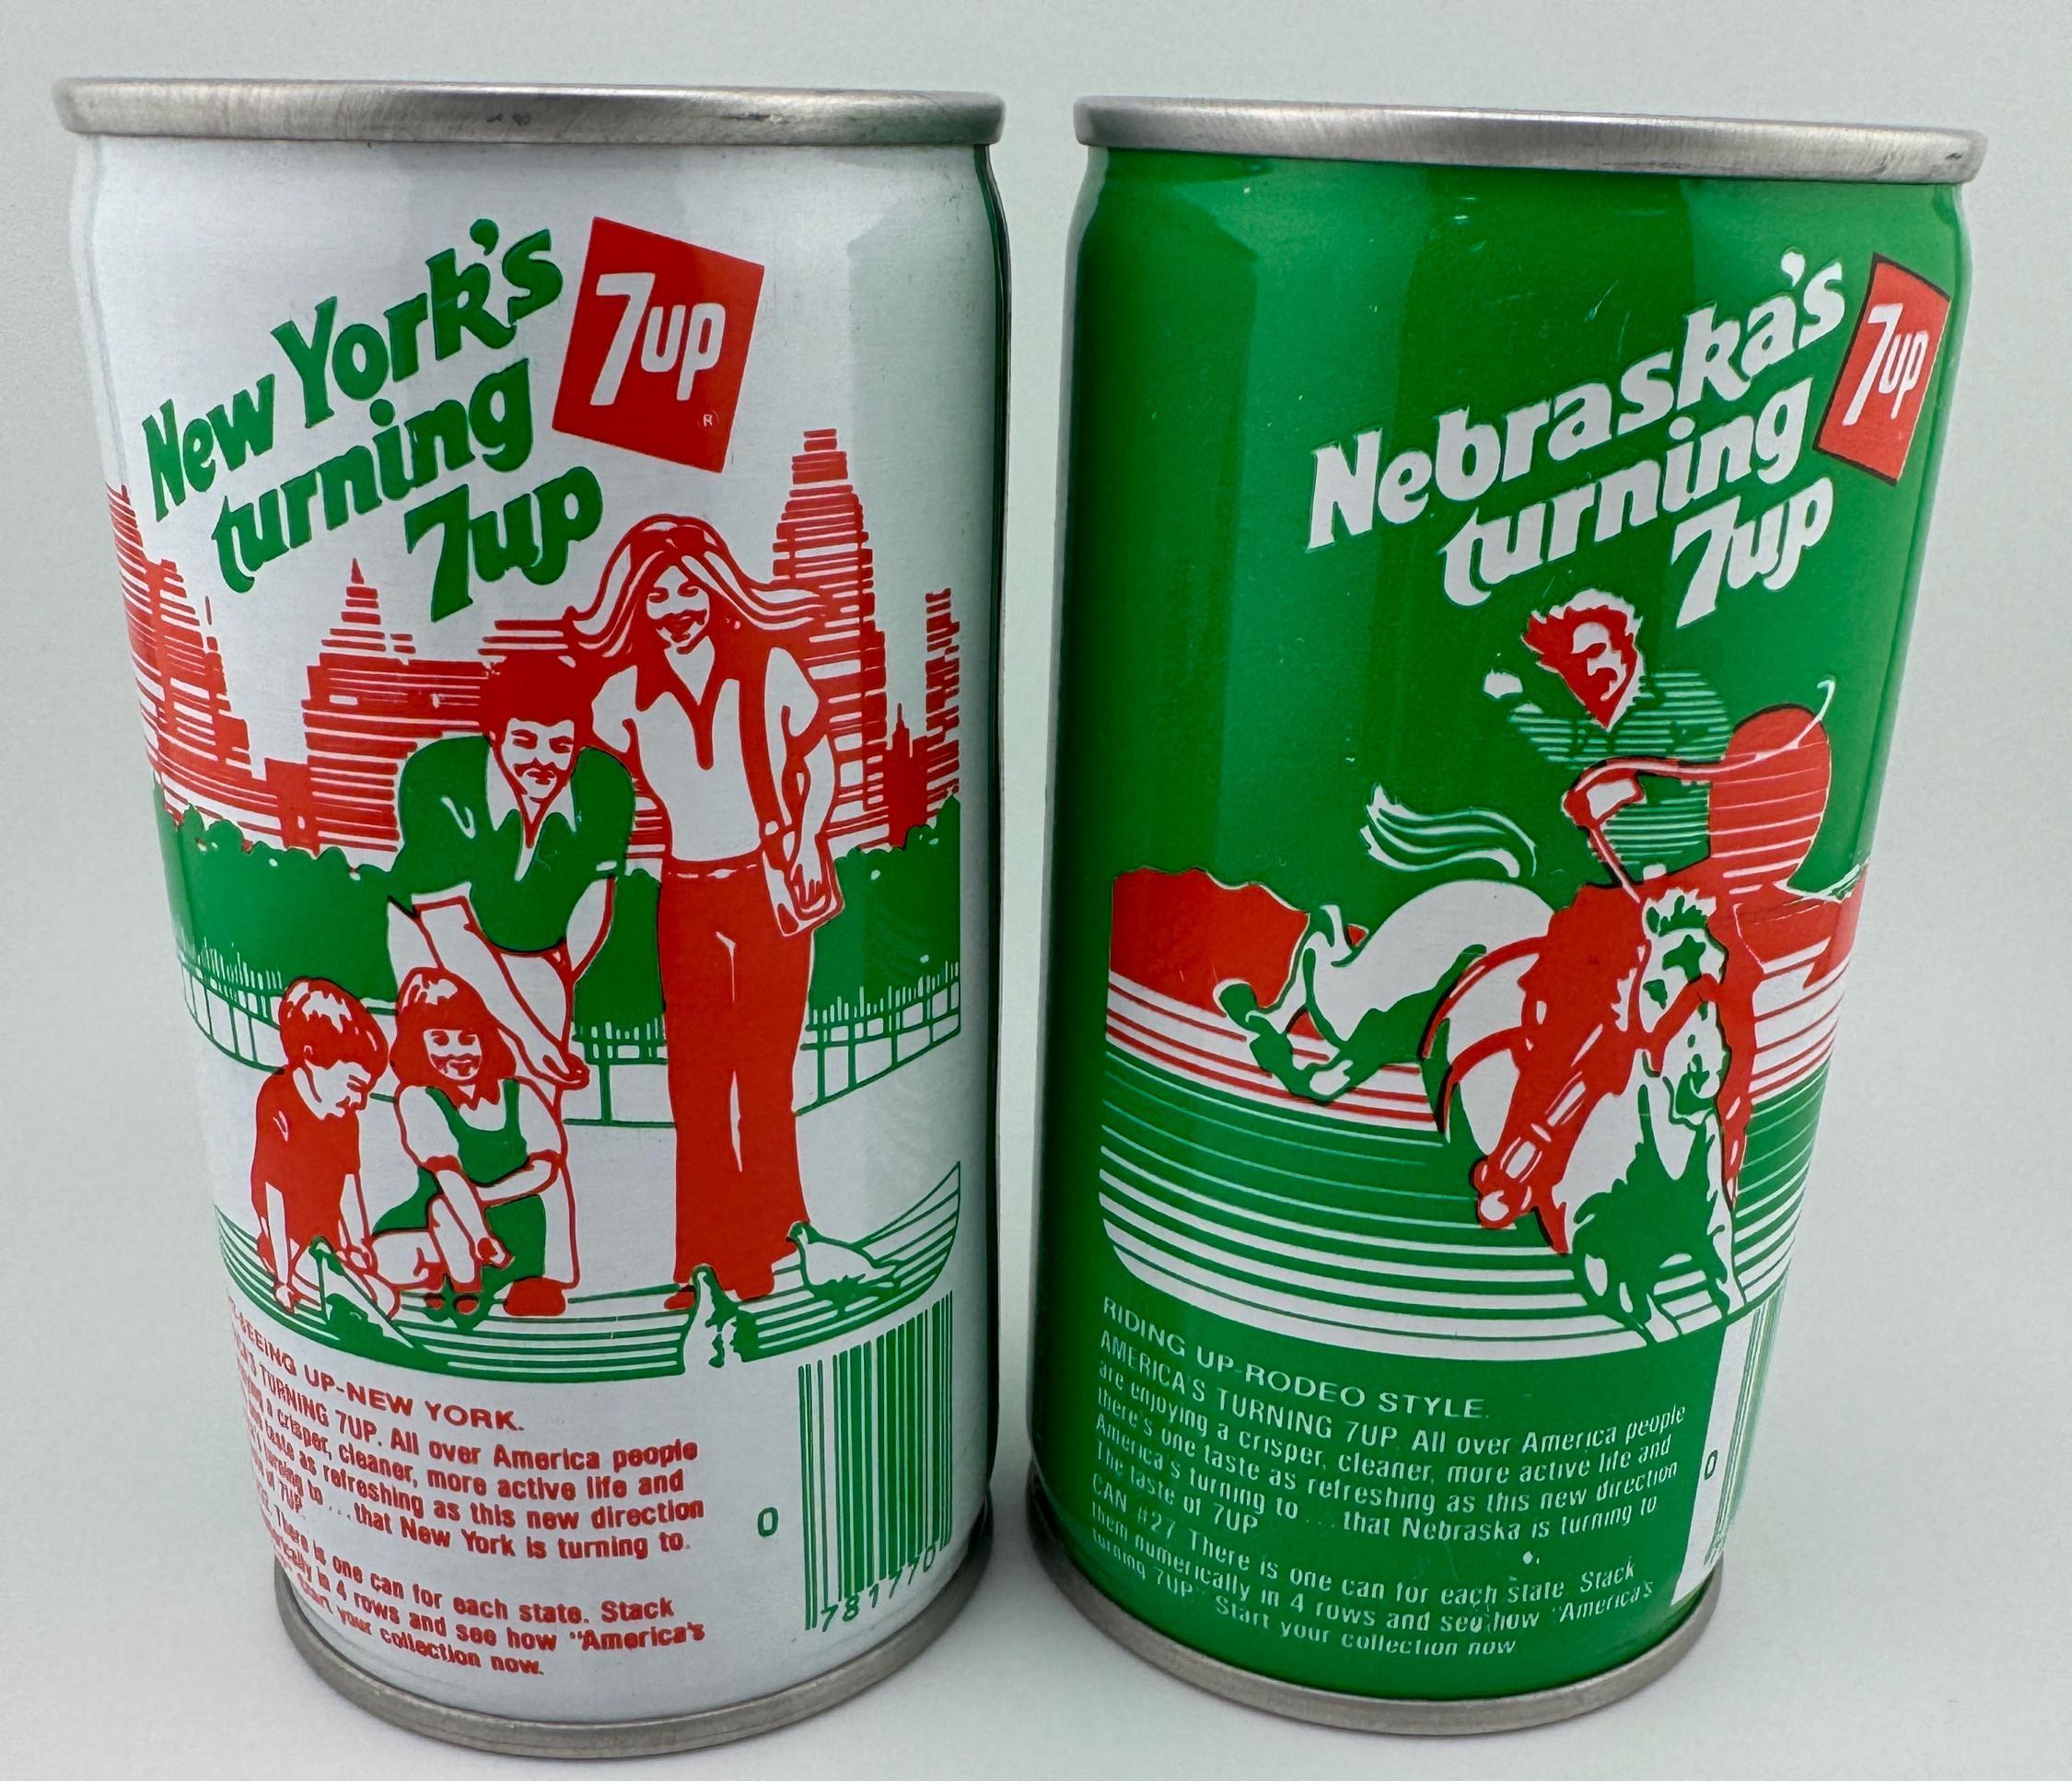 New York's
turning
7up
7up
R
-SEEING UP-NEW YORK.
TURNING 7UP. All over America people
a crisper, cleaner, more active life and
taste as refreshing as this new direction
to... that New York is turning to.
of 7UP.
There is one can for each state. Stack
in 4 rows and see how "America's
Start your collection now.
0
781770
Nebraska's
turning
7up
7up
RIDING UP-RODEO STYLE.
AMERICA'S TURNING 7UP. All over America people
are enjoying a crisper, cleaner, more active life and
there's one taste as refreshing as this new direction
America's turning to... that Nebraska is turning to.
The taste of 7UP
CAN #27. There is one can for each state. Stack
them numerically in 4 rows and see how "America's
turning 7UP" Start your collection now
0